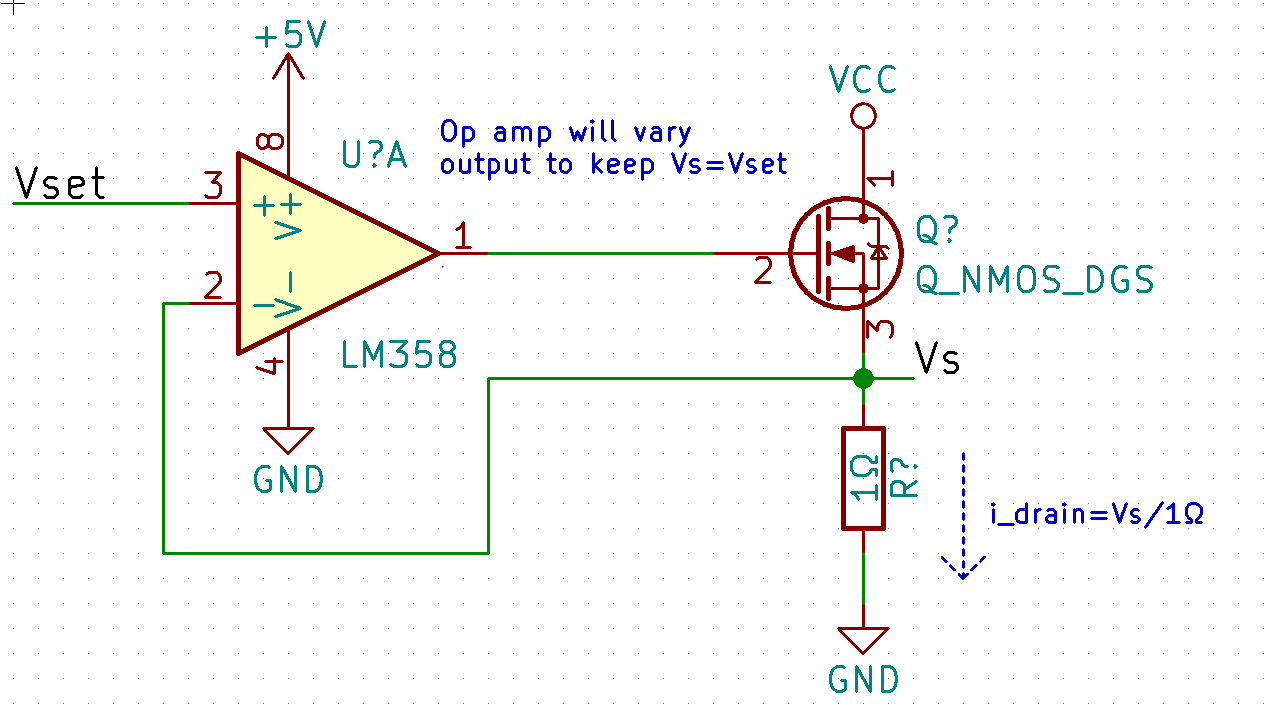 +5V
8
U?A
Op amp will vary
output to keep Vs=Vset
VCC
1
Vset
3
+
V+
1
2
Q?
Q_NMOS_DGS
2
-
V-
3
4
LM358
Vs
GND
1Ω
R?
i_drain=Vs/1Ω
GND